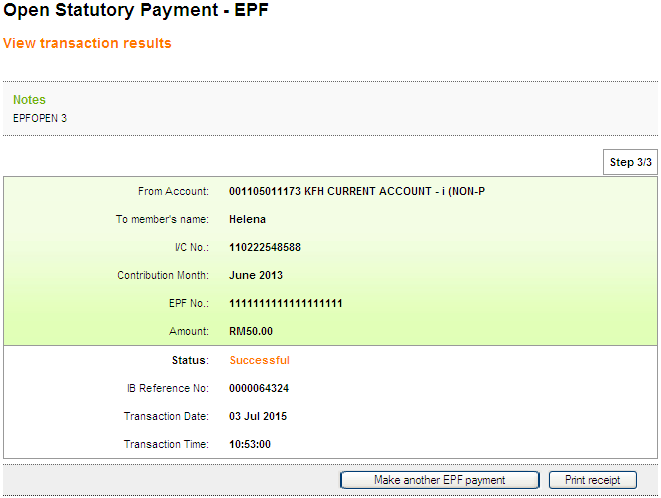 Open Statutory Payment - EPF
View transaction results
Notes
EPFOPEN 3
Step 3/3
From Account: 001105011173 KFH CURRENT ACCOUNT - i (NON-P
To member's name: Helena
I/C No.: 110222548588
Contribution Month: June 2013
EPF No.: 1111111111111111111
Amount: RM50.00
Status: Successful
IB Reference No: 0000064324
Transaction Date: 03 Jul 2015
Transaction Time: 10:53:00
Make another EPF payment Print receipt